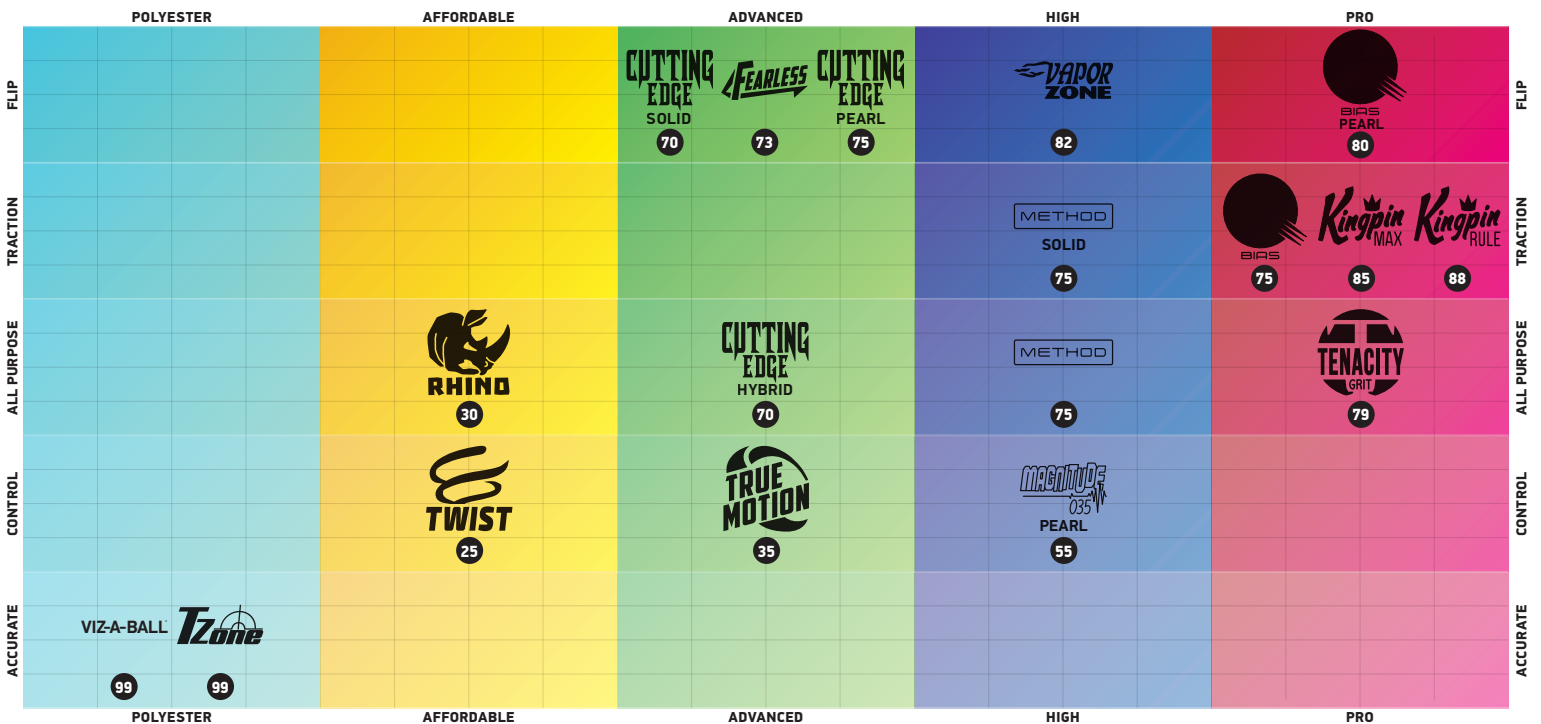 POLYESTER AFFORDABLE ADVANCED HIGH PRO
FLIP
CUTTING EDGE SOLID
70
FEARLESS
73
CUTTING EDGE PEARL
75
VAPOR ZONE
82
BIAS PEARL
80
FLIP
TRACTION
METHOD SOLID
75
BIAS
75
Kingpin MAX
85
Kingpin RULE
88
TRACTION
ALL PURPOSE
RHINO
30
CUTTING EDGE HYBRID
70
METHOD
75
TENACITY GRIT
79
ALL PURPOSE
CONTROL
TWIST
25
TRUE MOTION
35
MAGNITUDE 035 PEARL
55
CONTROL
ACCURATE
VIZ-A-BALL
99
TZone
99
ACCURATE
POLYESTER AFFORDABLE ADVANCED HIGH PRO